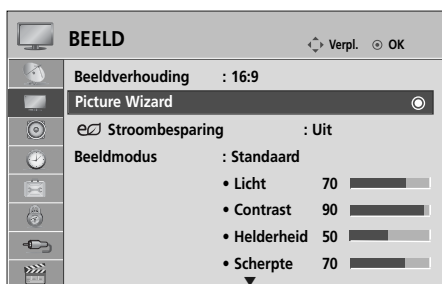 BEELD Verpl. OK
Beeldverhouding : 16:9
Picture Wizard
Stroombesparing : Uit
Beeldmodus : Standaard
• Licht 70
• Contrast 90
• Helderheid 50
• Scherpte 70